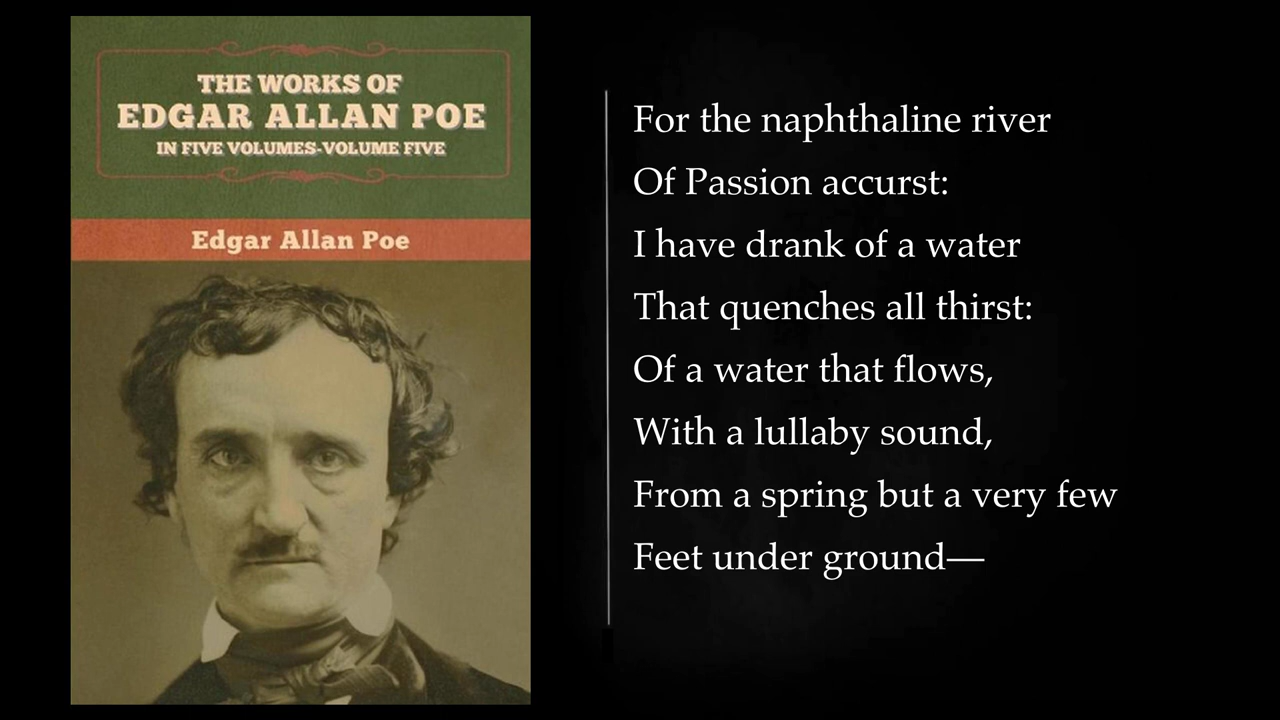 THE WORKS OF
EDGAR ALLAN POE
IN FIVE VOLUMES-VOLUME FIVE
Edgar Allan Poe
For the naphthaline river
Of Passion accurst:
I have drank of a water
That quenches all thirst:
Of a water that flows,
With a lullaby sound,
From a spring but a very few
Feet under ground—